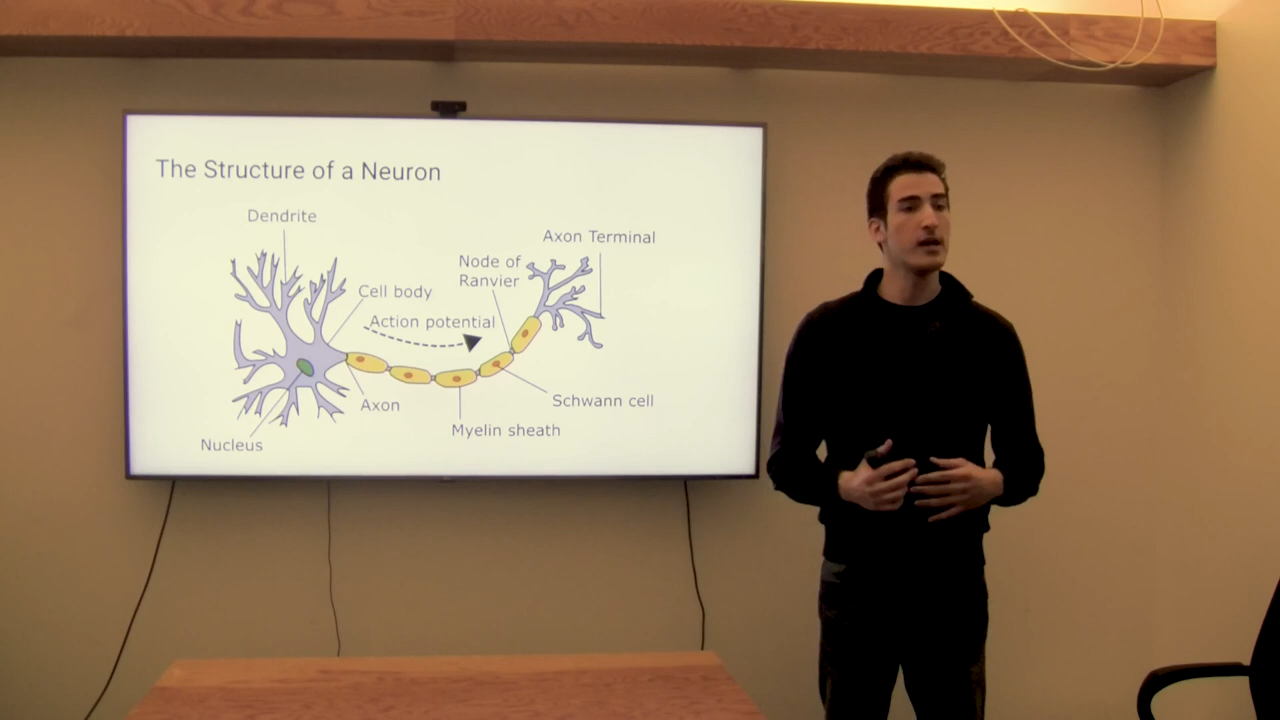 The Structure of a Neuron
Dendrite
Axon Terminal
Node of
Ranvier
Cell body
Action potential
Axon
Schwann cell
Myelin sheath
Nucleus